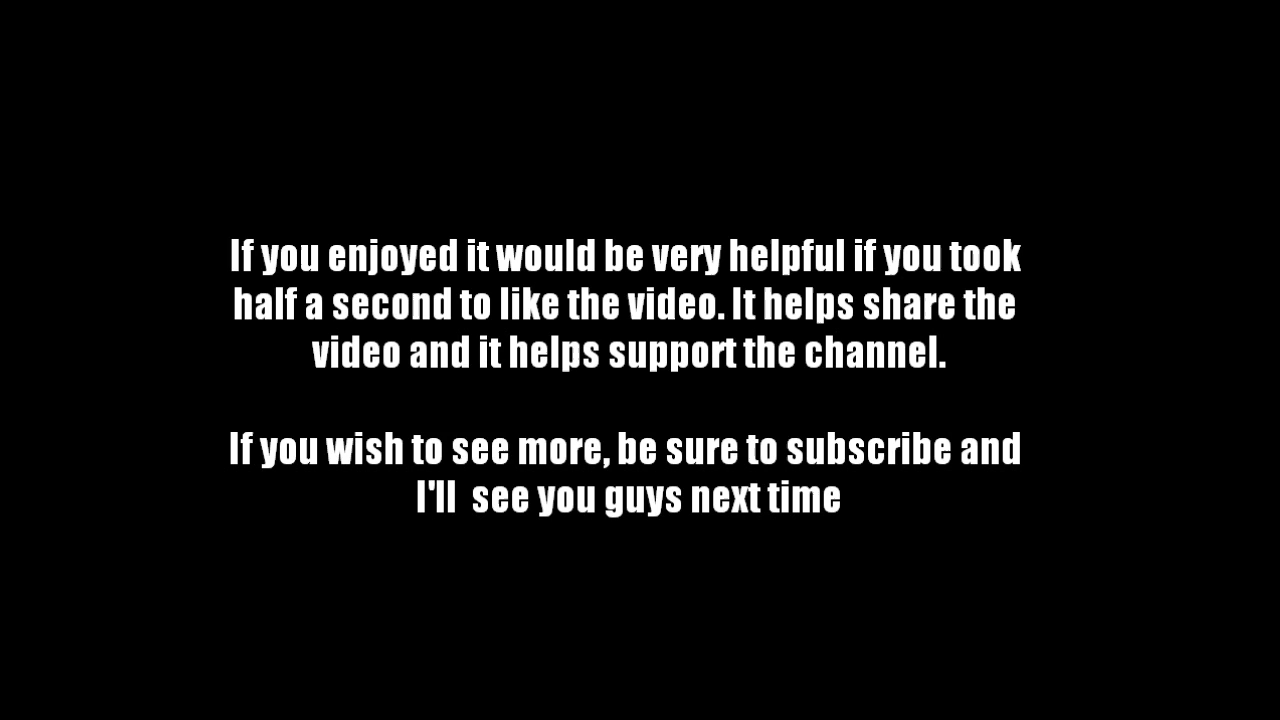 If you enjoyed it would be very helpful if you took
half a second to like the video. It helps share the
video and it helps support the channel.
If you wish to see more, be sure to subscribe and
I'll  see you guys next time